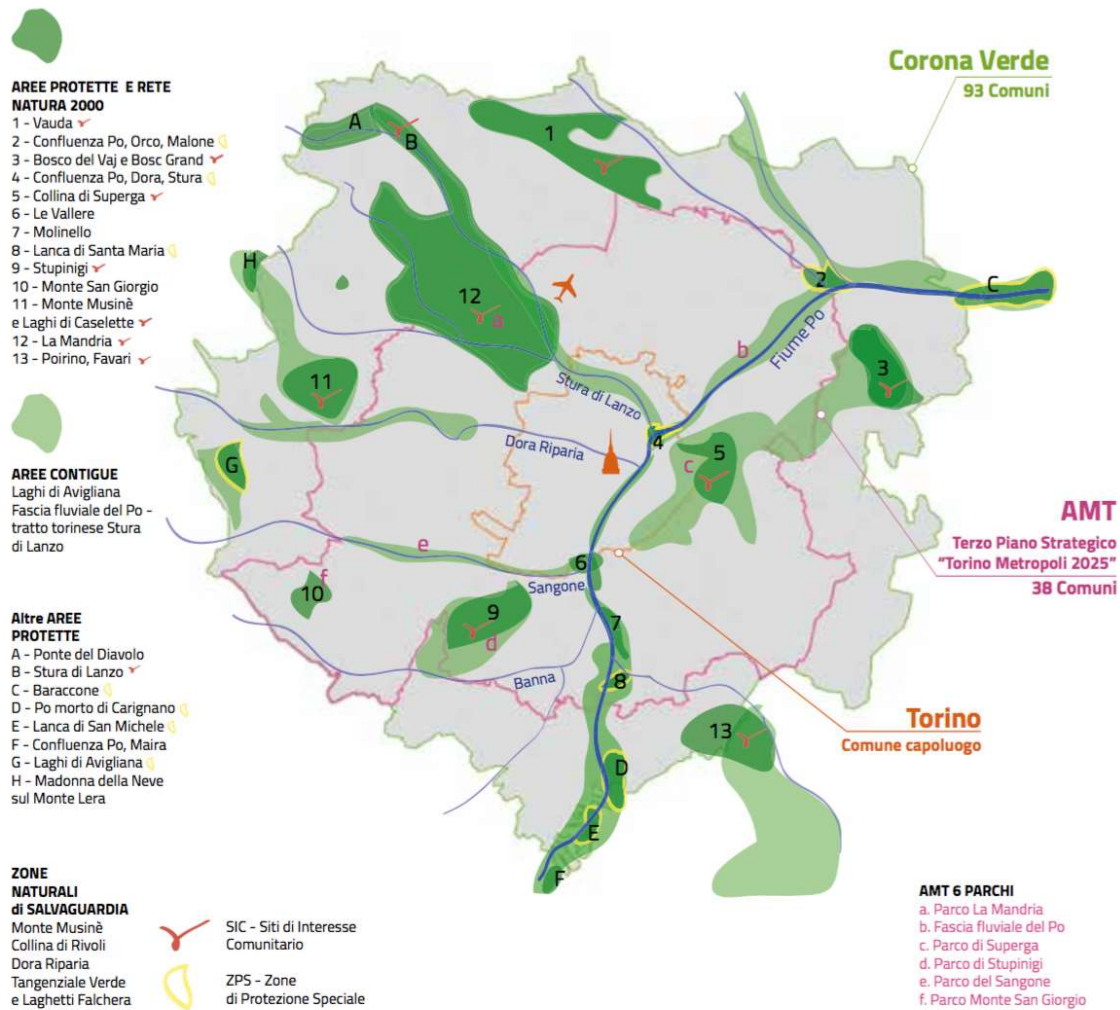 AREE PROTETTE E RETE
NATURA 2000
1 - Vauda
2 - Confluenza Po, Orco, Malone
3 - Bosco del Vaj e Bosc Grand
4 - Confluenza Po, Dora, Stura
5 - Collina di Superga
6 - Le Vallere
7 - Molinello
8 - Lanca di Santa Maria
9 - Stupinigi
10 - Monte San Giorgio
11 - Monte Musinè
e Laghi di Caselette
12 - La Mandria
13 - Poirino, Favari
AREE CONTIGUE
Laghi di Avigliana
Fascia fluviale del Po -
tratto torinese Stura
di Lanzo
Altre AREE
PROTETTE
A - Ponte del Diavolo
B - Stura di Lanzo
C - Baraccone
D - Po morto di Carignano
E - Lanca di San Michele
F - Confluenza Po, Maira
G - Laghi di Avigliana
H - Madonna della Neve
sul Monte Lera
ZONE
NATURALI
di SALVAGUARDIA
Monte Musinè
Collina di Rivoli
Dora Riparia
Tangenziale Verde
e Laghetti Falchera
SIC - Siti di Interesse
Comunitario
ZPS - Zone
di Protezione Speciale
A
B
1
H
12
a
2
C
b
Fiume Po
3
11
Stura di Lanzo
Dora Riparia
4
5
c
G
e
6
Sangone
f
10
9
d
7
Banna
8
13
D
E
F
Corona Verde
93 Comuni
AMT
Terzo Piano Strategico
"Torino Metropoli 2025"
38 Comuni
Torino
Comune capoluogo
AMT 6 PARCHI
a. Parco La Mandria
b. Fascia fluviale del Po
c. Parco di Superga
d. Parco di Stupinigi
e. Parco del Sangone
f. Parco Monte San Giorgio